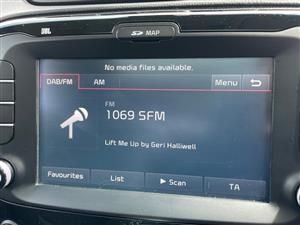 JBL
SD MAP
No media files available.
DAB/FM AM Menu
FM
1069 SFM
Lift Me Up by Geri Halliwell
Favourites List Scan TA